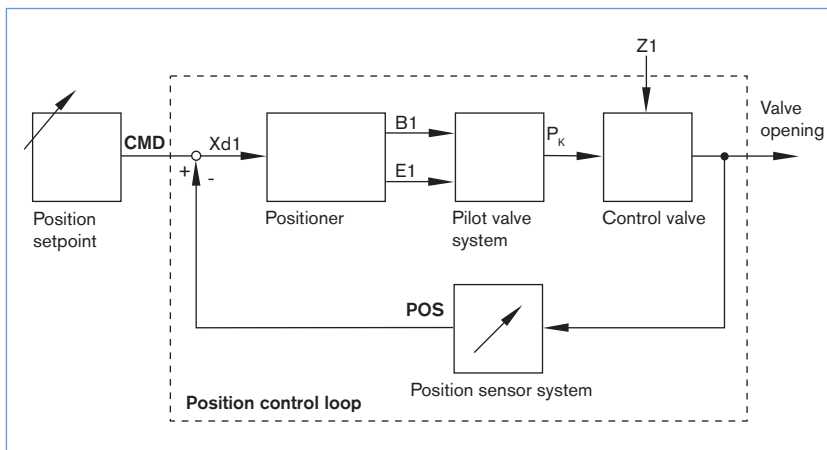 Z1
Valve
opening
CMD
Xd1
B1
E1
P_K
+
-
Position
setpoint
Positioner
Pilot valve
system
Control valve
POS
Position sensor system
Position control loop